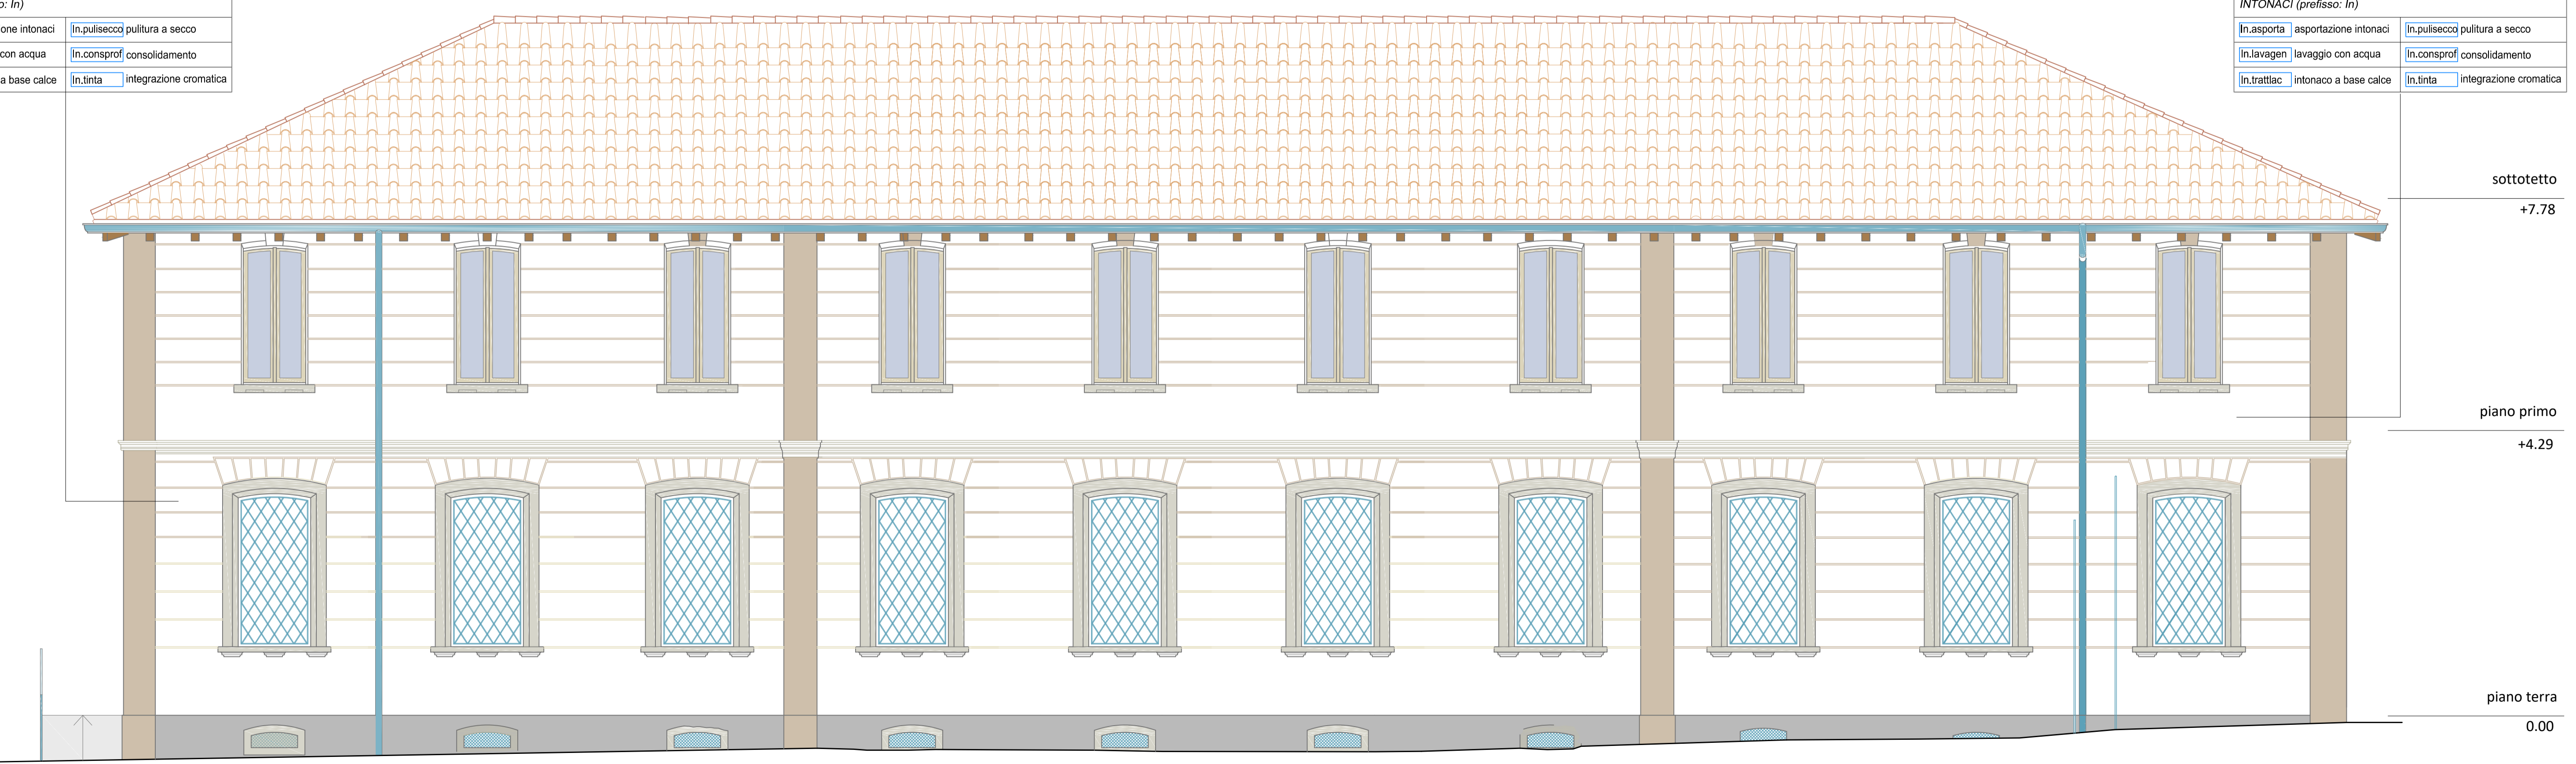 o: In)
one intonaci In.pulisecco pulitura a secco
con acqua In.consprof consolidamento
a base calce In.tinta integrazione cromatica
INTONACI (prefisso: In)
In.asporta asportazione intonaci In.pulisecco pulitura a secco
In.lavagen lavaggio con acqua In.consprof consolidamento
In.trattlac intonaco a base calce In.tinta integrazione cromatica
sottotetto
+7.78
piano primo
+4.29
piano terra
0.00